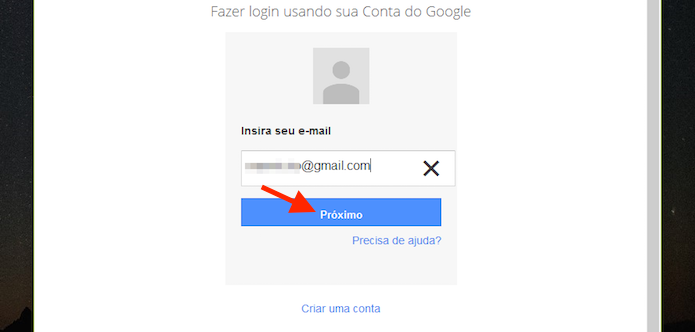 Fazer login usando sua Conta do Google
Insira seu e-mail
@gmail.com
Próximo
Precisa de ajuda?
Criar uma conta